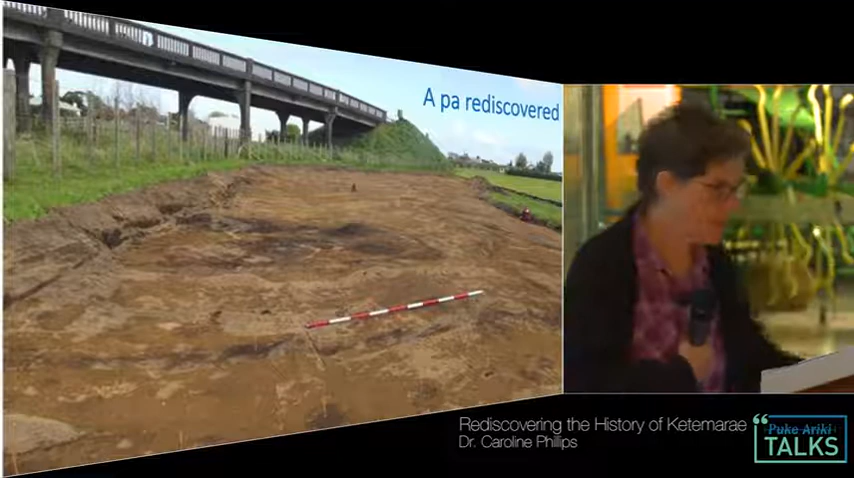 A pa rediscovered
Rediscovering the History of Ketemarae
Dr. Caroline Phillips
Puke Ariki
TALKS